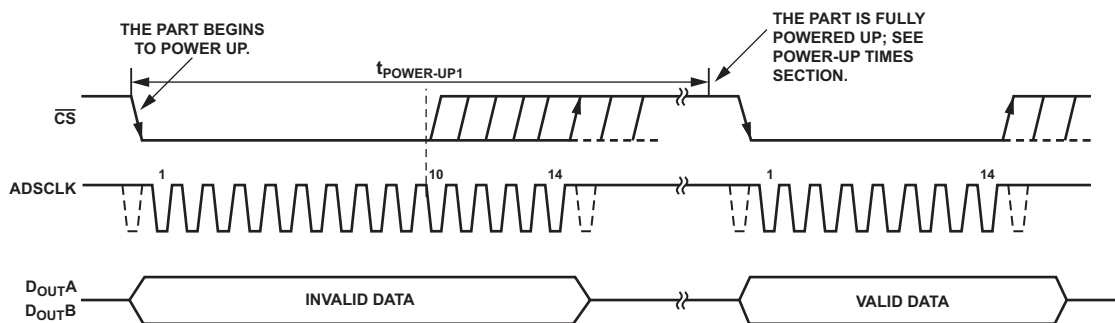 THE PART BEGINS
TO POWER UP.
THE PART IS FULLY
POWERED UP; SEE
POWER-UP TIMES
SECTION.
tPOWER-UP1
CS
ADSCLK
1
10
14
1
14
DOUTA
DOUTB
INVALID DATA
VALID DATA